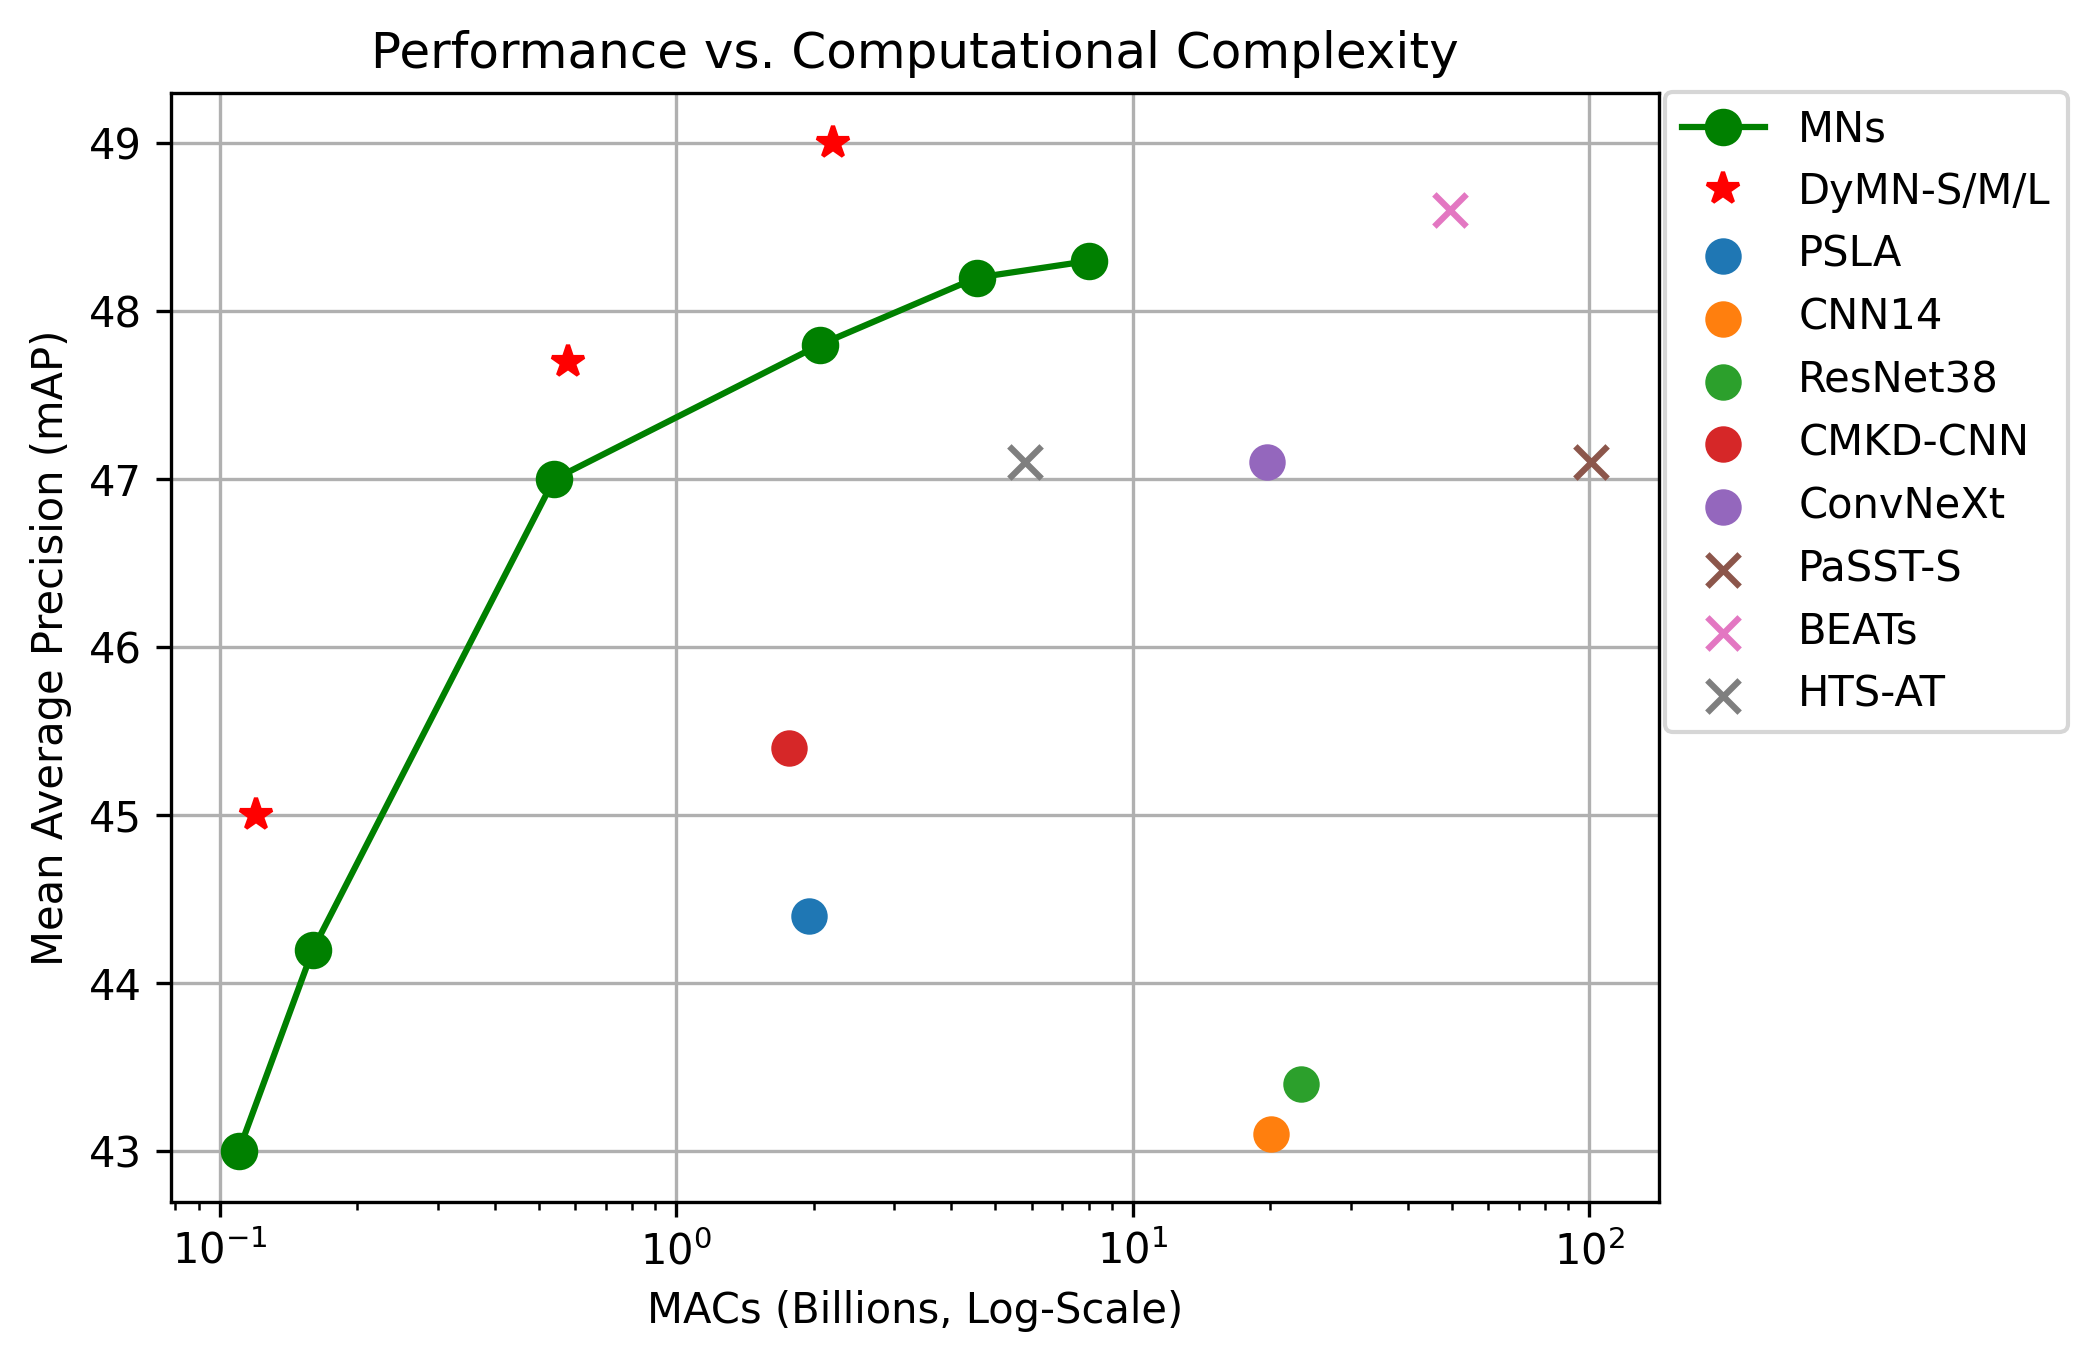 Performance vs. Computational Complexity
Mean Average Precision (mAP)
49
48
47
46
45
44
43
10⁻¹
10⁰
10¹
10²
MACs (Billions, Log-Scale)
MNs
DyMN-S/M/L
PSLA
CNN14
ResNet38
CMKD-CNN
ConvNeXt
PaSST-S
BEATs
HTS-AT